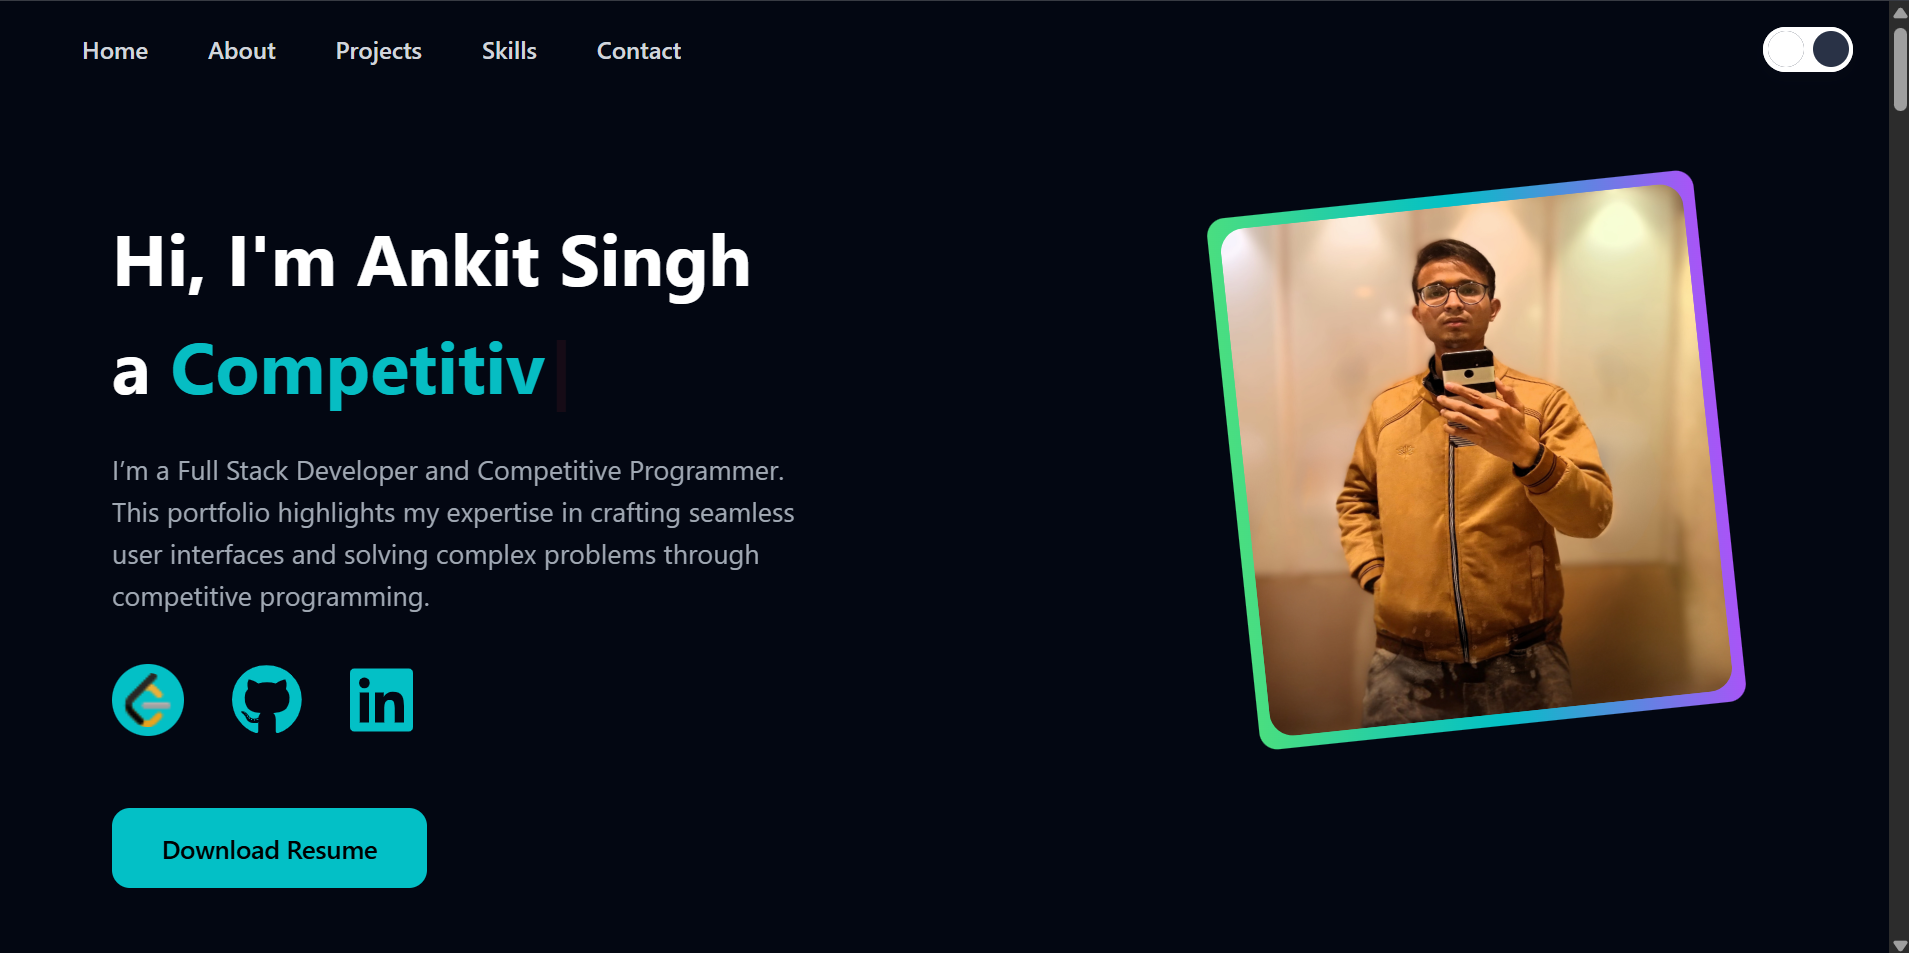 Home About Projects Skills Contact
Hi, I'm Ankit Singh
a Competitiv
I’m a Full Stack Developer and Competitive Programmer.
This portfolio highlights my expertise in crafting seamless
user interfaces and solving complex problems through
competitive programming.
in
Download Resume